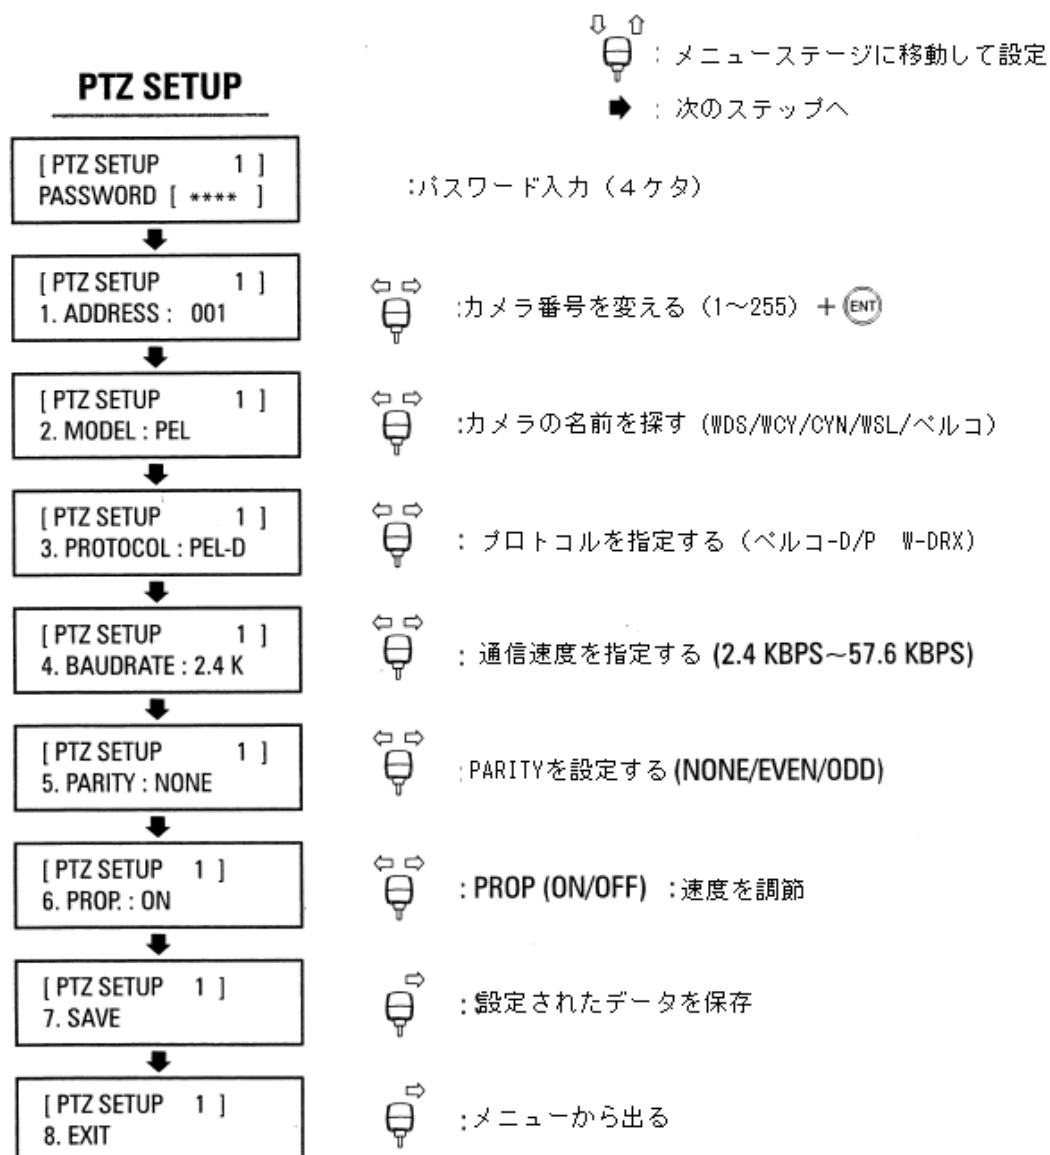 : メニューステージに移動して設定
PTZ SETUP
: 次のステップへ
[ PTZ SETUP 1 ]
PASSWORD [ **** ]
:パスワード入力（4ケタ）
[ PTZ SETUP 1 ]
1. ADDRESS : 001
:カメラ番号を変える（1～255）＋ENT
[ PTZ SETUP 1 ]
2. MODEL : PEL
:カメラの名前を探す（WDS/WCY/CYN/WSL/ペルコ）
[ PTZ SETUP 1 ]
3. PROTOCOL : PEL-D
: プロトコルを指定する（ペルコ-D/P W-DRX）
[ PTZ SETUP 1 ]
4. BAUDRATE : 2.4 K
: 通信速度を指定する (2.4 KBPS～57.6 KBPS)
[ PTZ SETUP 1 ]
5. PARITY : NONE
:PARITYを設定する(NONE/EVEN/ODD)
[ PTZ SETUP 1 ]
6. PROP. : ON
: PROP (ON/OFF) :速度を調節
[ PTZ SETUP 1 ]
7. SAVE
:設定されたデータを保存
[ PTZ SETUP 1 ]
8. EXIT
:メニューから出る